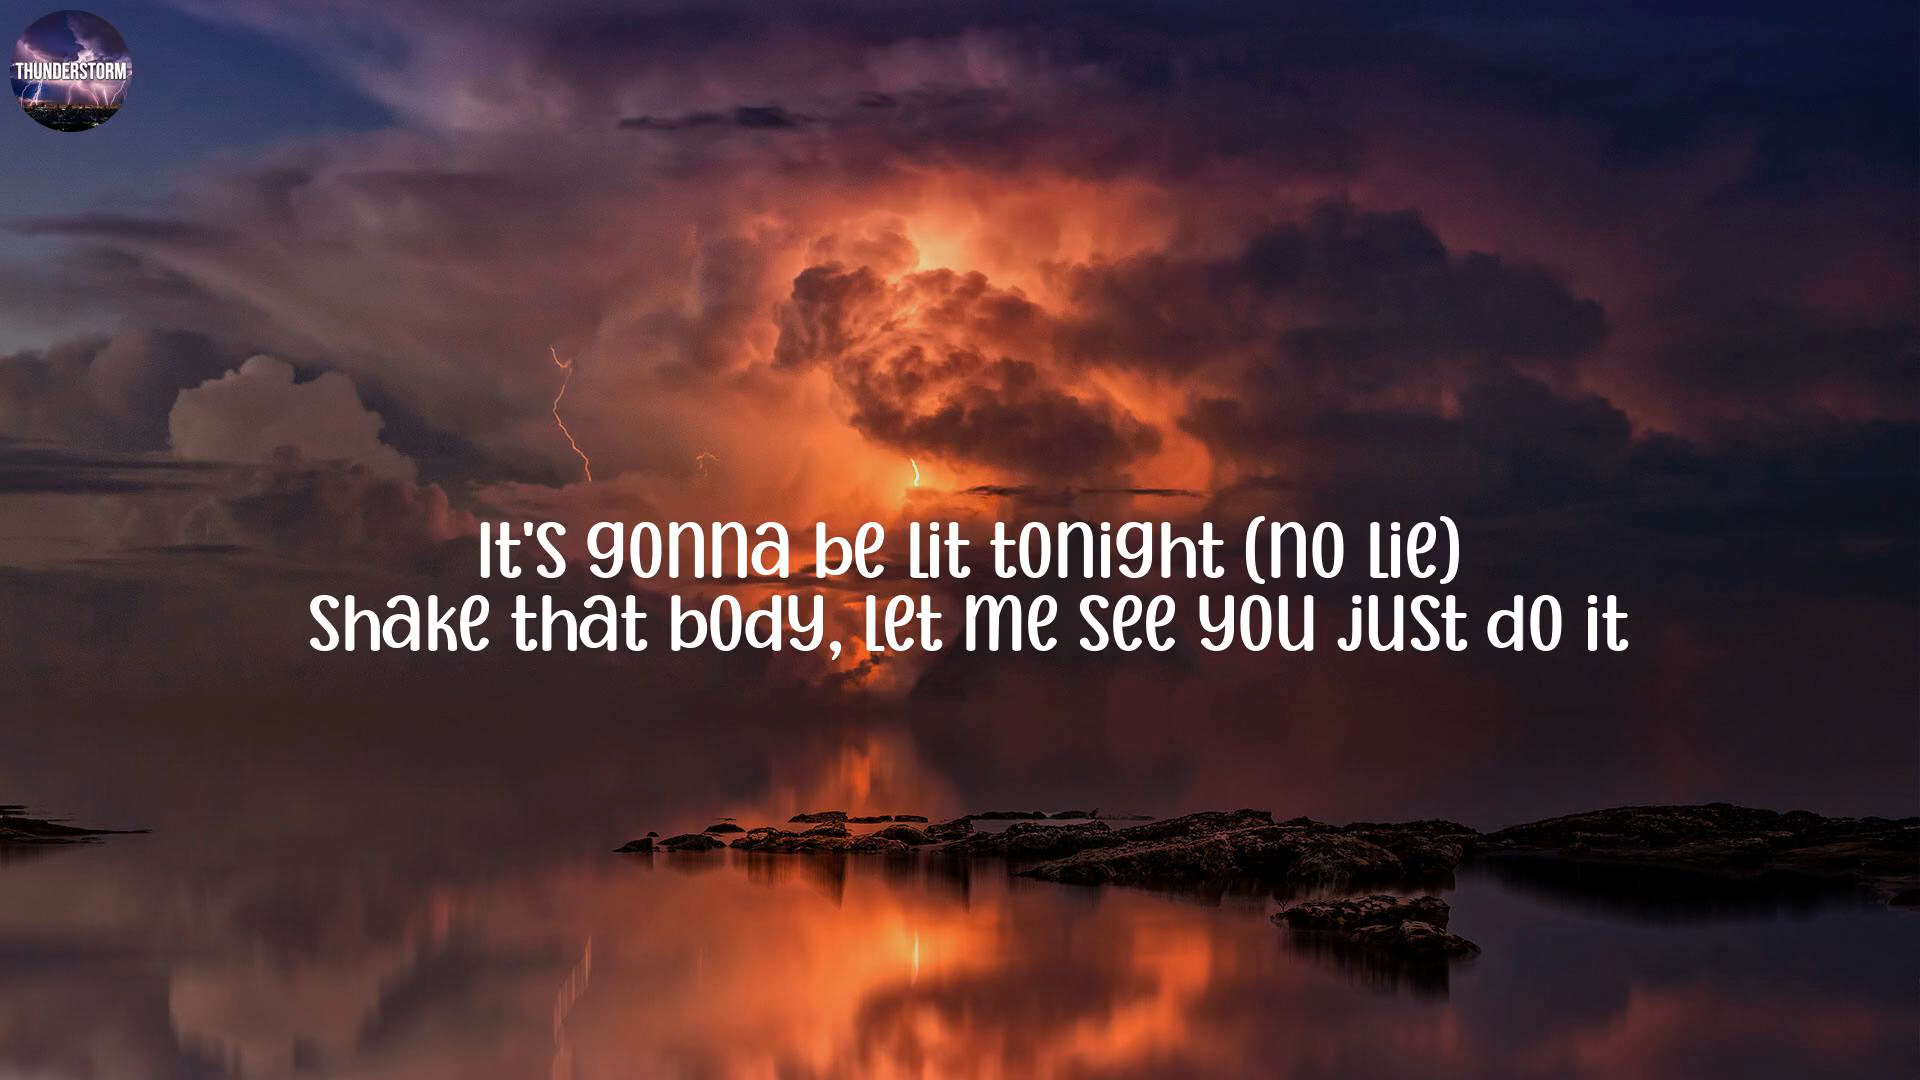 THUNDERSTORM
It's gonna be lit tonight (no lie)
Shake that body, let me see you just do it